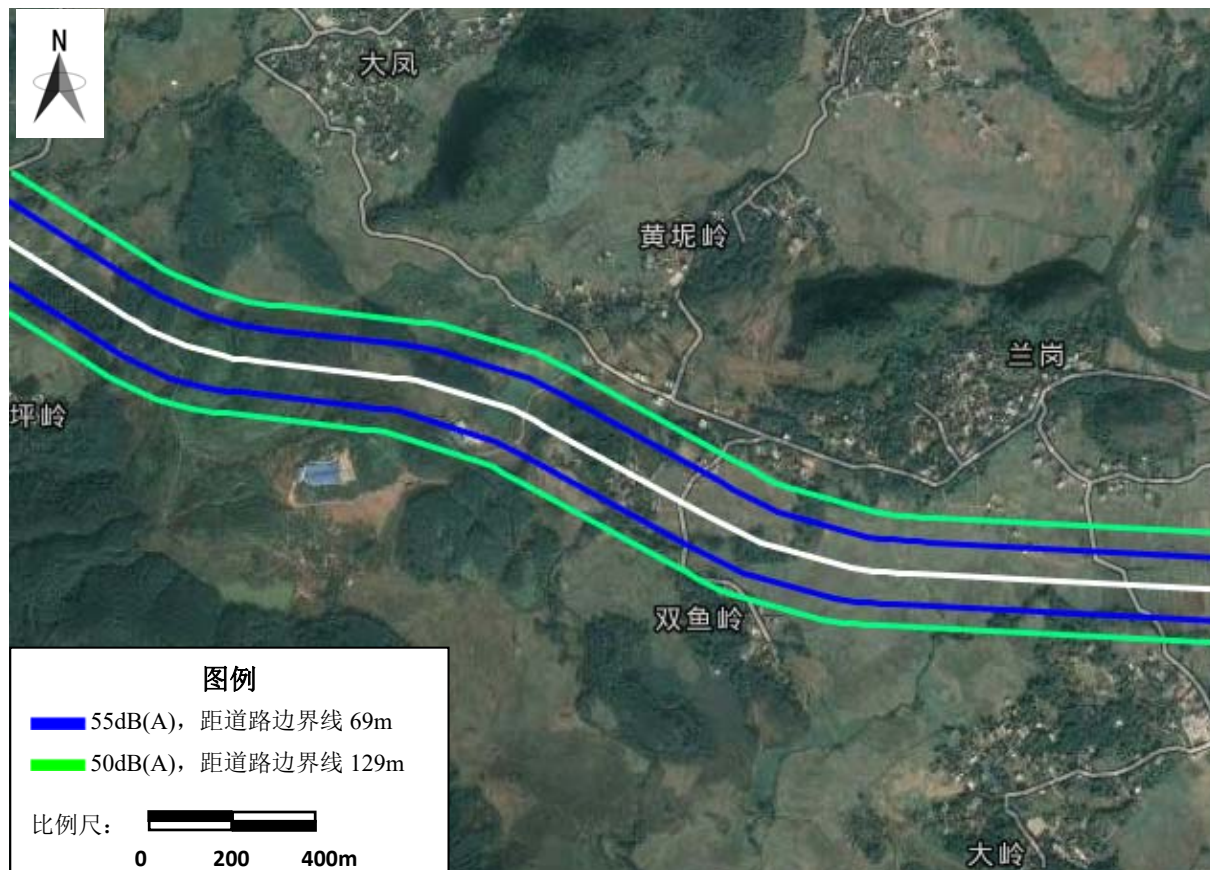 N
大凤
黄坭岭
兰岗
坪岭
双鱼岭
图例
55dB(A)，距道路边界线 69m
50dB(A)，距道路边界线 129m
比例尺：
0 200 400m
大岭